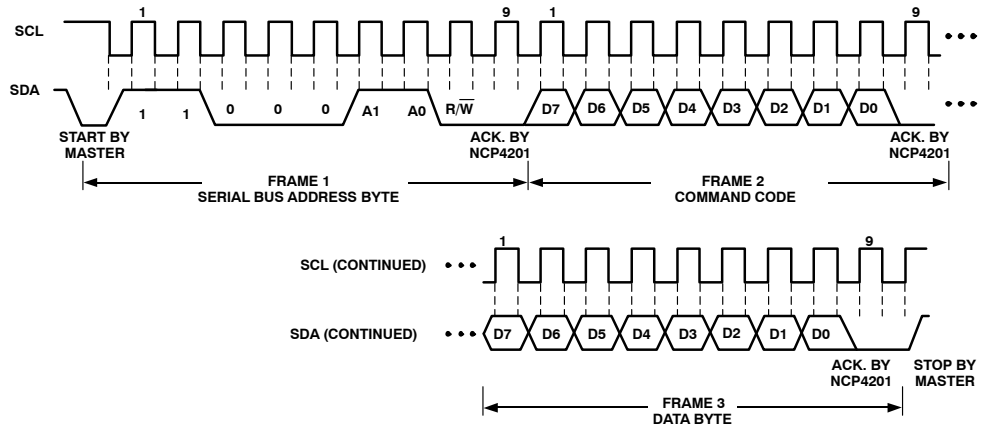 1 9 1 9
SCL
SDA
1 1 0 0 0 A1 A0 R/W D7 D6 D5 D4 D3 D2 D1 D0
START BY
MASTER
ACK. BY
NCP4201
ACK. BY
NCP4201
FRAME 1
SERIAL BUS ADDRESS BYTE
FRAME 2
COMMAND CODE
1 9
SCL (CONTINUED)
SDA (CONTINUED)
D7 D6 D5 D4 D3 D2 D1 D0
ACK. BY
NCP4201
STOP BY
MASTER
FRAME 3
DATA BYTE